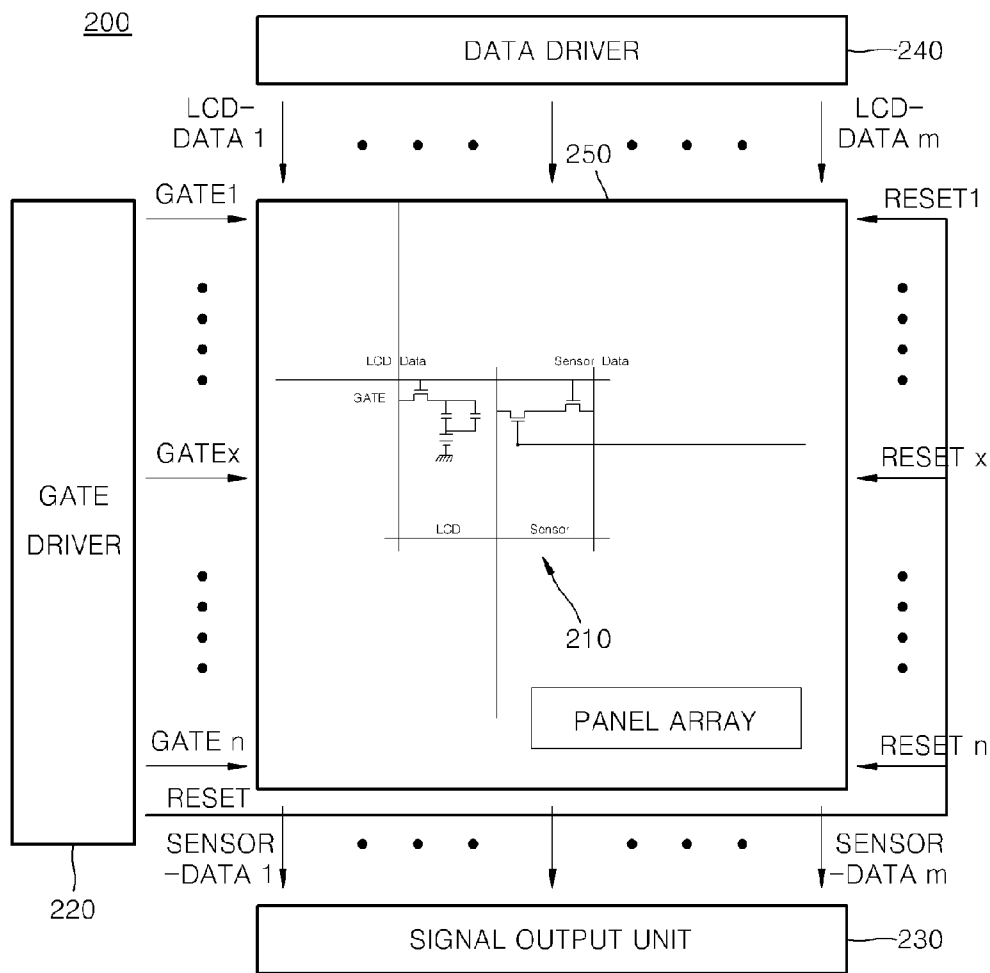 200
DATA DRIVER
240
LCD-
DATA 1
LCD-
DATA m
250
GATE1
RESET1
LCD Data
Sensor Data
GATE
GATEx
RESET x
GATE
DRIVER
LCD
Sensor
210
PANEL ARRAY
GATE n
RESET n
RESET
SENSOR
-DATA 1
SENSOR
-DATA m
220
SIGNAL OUTPUT UNIT
230